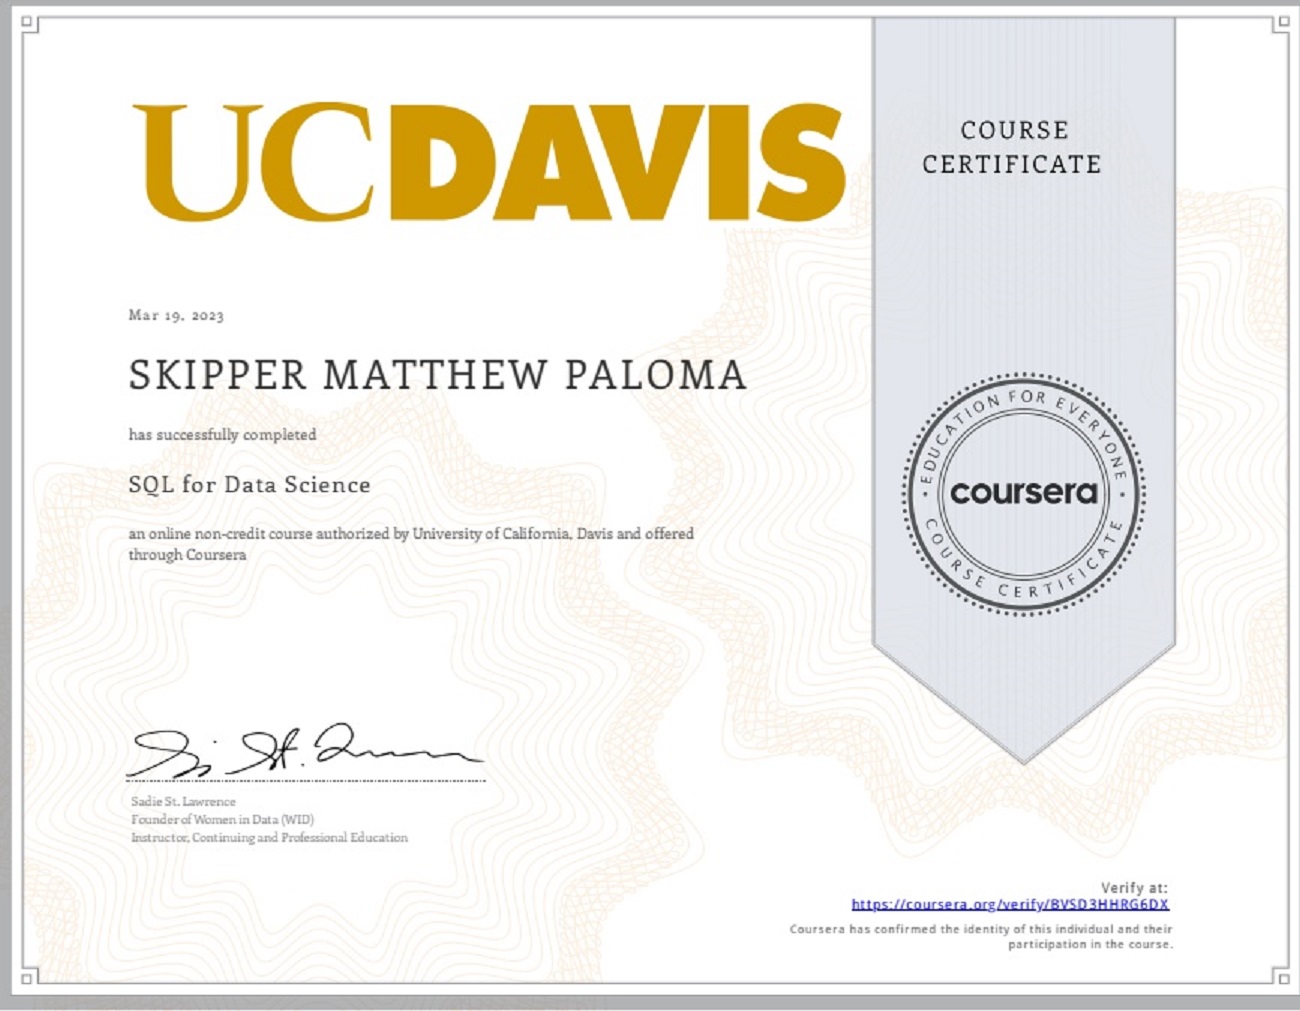 UCDAVIS
COURSE
CERTIFICATE
Mar 19, 2023
SKIPPER MATTHEW PALOMA
has successfully completed
SQL for Data Science
an online non-credit course authorized by University of California, Davis and offered
through Coursera
EDUCATION FOR EVERYONE
coursera
COURSE CERTIFICATE
Sadie St. Lawrence
Founder of Women in Data (WID)
Instructor, Continuing and Professional Education
Verify at:
https://coursera.org/verify/BVSD3HHRG6DX
Coursera has confirmed the identity of this individual and their
participation in the course.